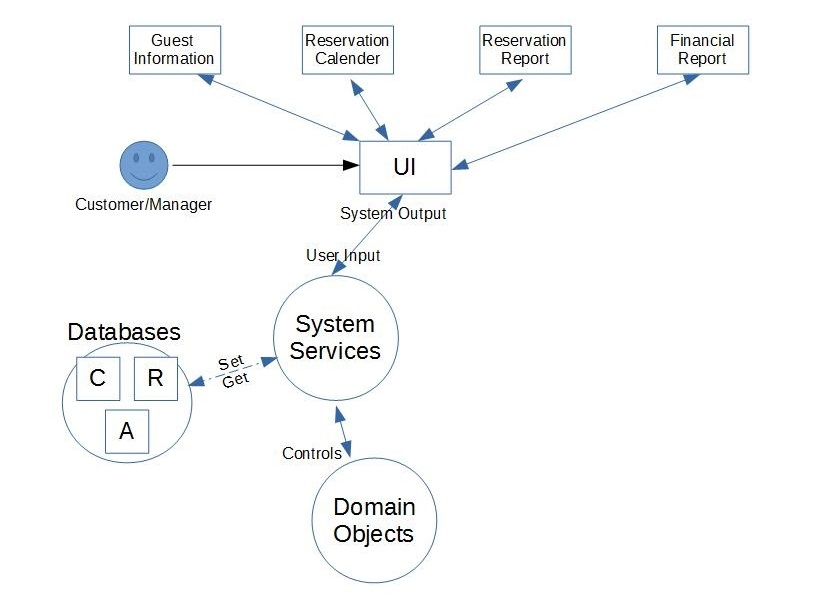 Guest
Information
Reservation
Calender
Reservation
Report
Financial
Report
UI
Customer/Manager
System Output
User Input
System
Services
Databases
C
R
A
Set
Get
Controls
Domain
Objects